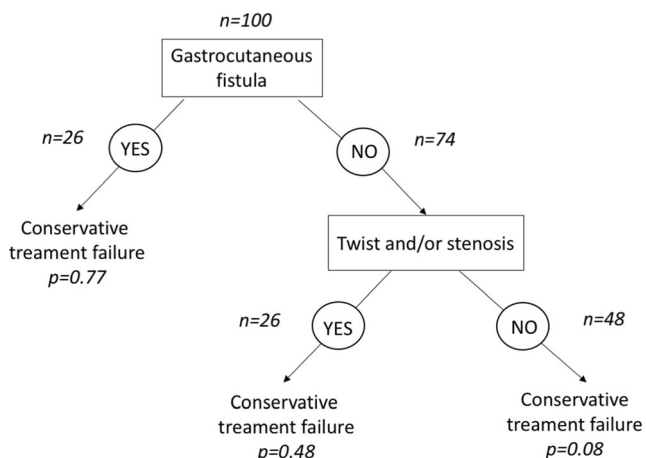 n=100
Gastrocutaneous
fistula
n=26
YES
NO
n=74
Conservative
treament failure
p=0.77
Twist and/or stenosis
n=26
YES
NO
n=48
Conservative
treament failure
p=0.48
Conservative
treament failure
p=0.08